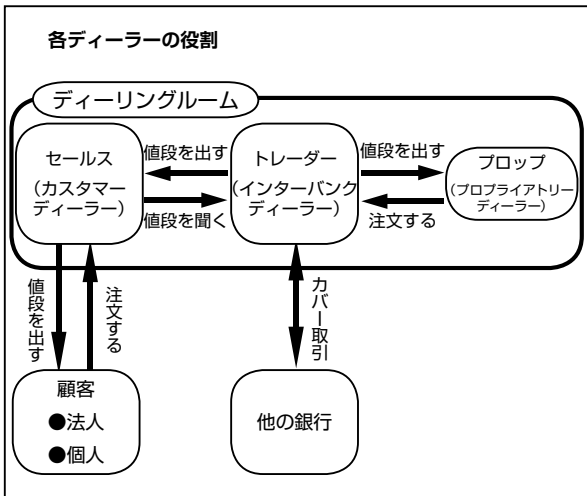 各ディーラーの役割
ディーリングルーム
セールス
（カスタマー
ディーラー）
値段を出す
値段を聞く
トレーダー
（インターバンク
ディーラー）
値段を出す
注文する
プロップ
（プロプライアトリー
ディーラー）
値段を出す
注文する
カバー取引
顧客
●法人
●個人
他の銀行